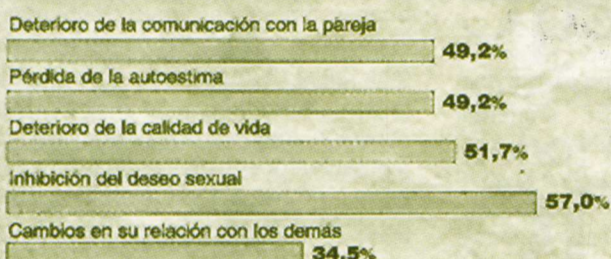 Deterioro de la comunicación con la pareja
49,2%
Pérdida de la autoestima
49,2%
Deterioro de la calidad de vida
51,7%
Inhibición del deseo sexual
57,0%
Cambios en su relación con los demás
34,5%